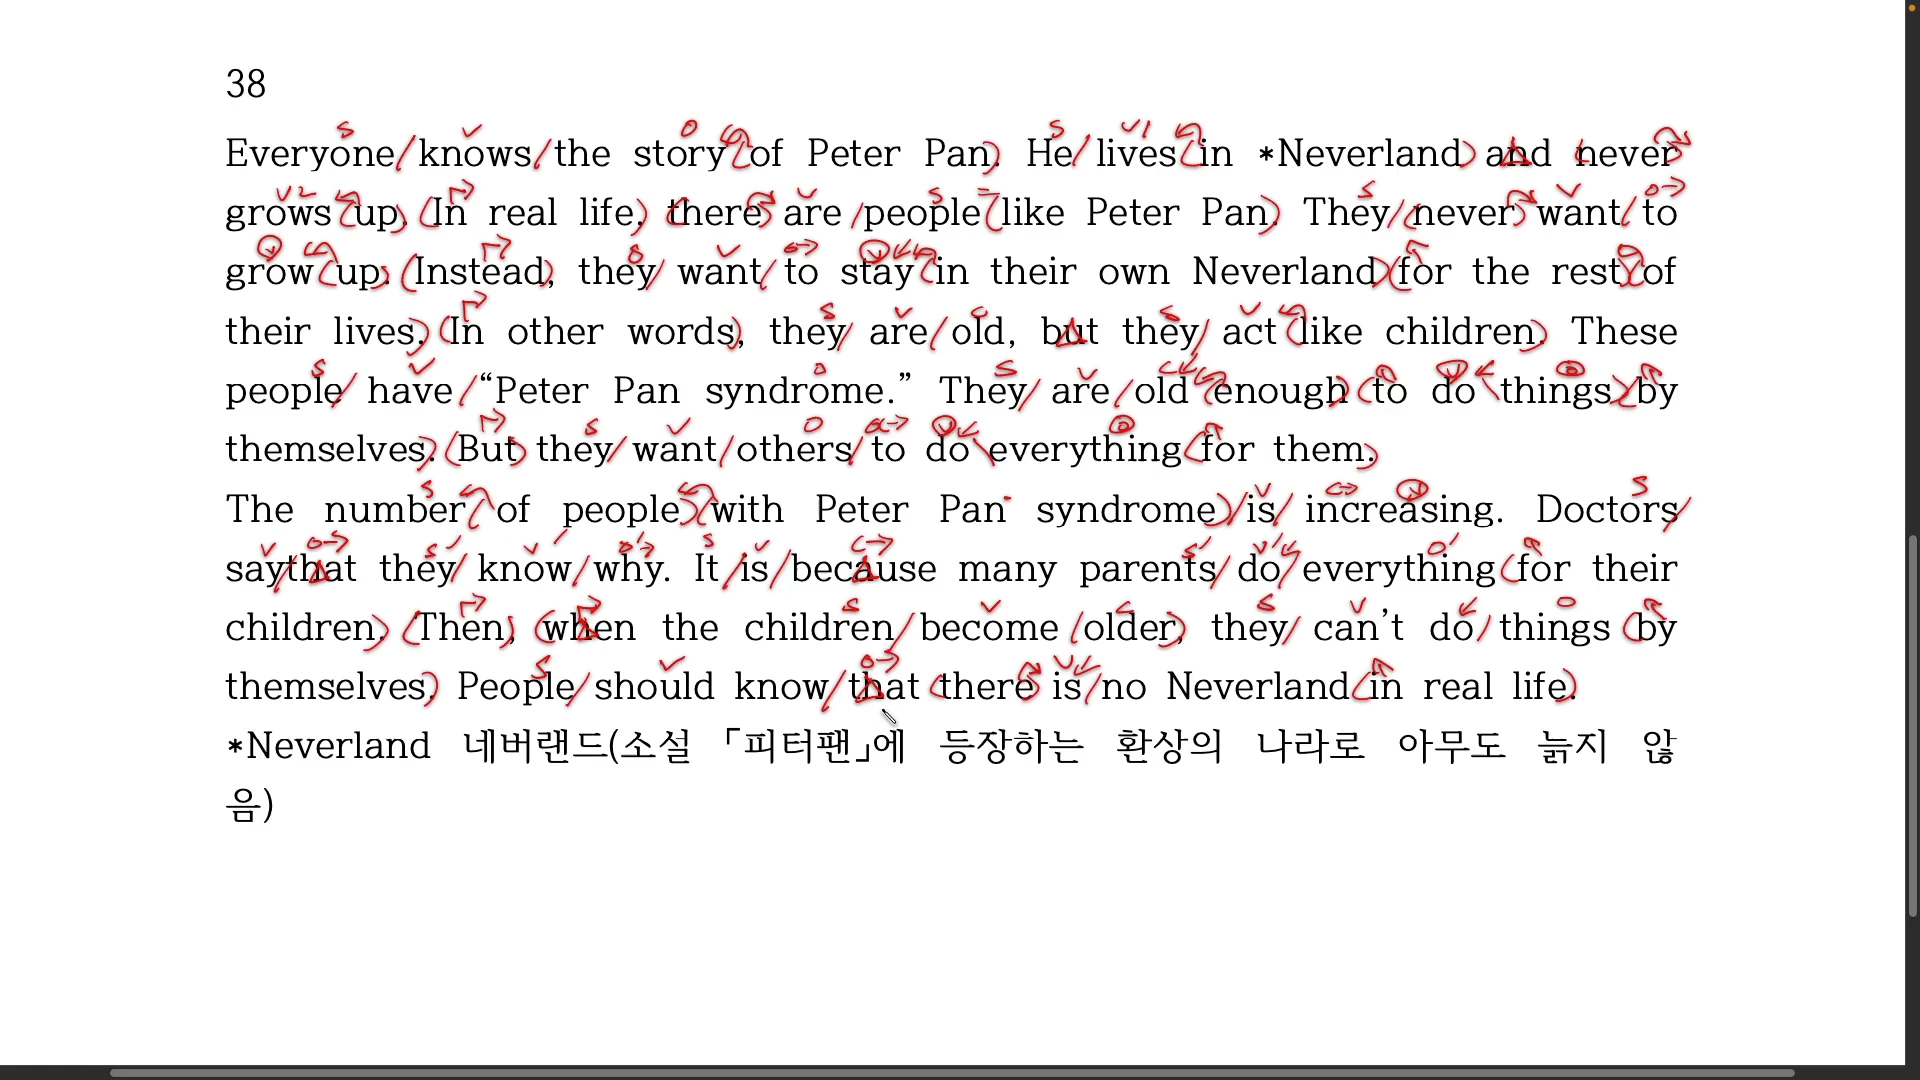 38
Everyone knows the story of Peter Pan. He lives in *Neverland and never
grows up. In real life, there are people like Peter Pan. They never want to
grow up. Instead, they want to stay in their own Neverland for the rest of
their lives. In other words, they are old, but they act like children. These
people have “Peter Pan syndrome.” They are old enough to do things by
themselves. But they want others to do everything for them.
The number of people with Peter Pan syndrome is increasing. Doctors
say that they know why. It is because many parents do everything for their
children. Then, when the children become older, they can't do things by
themselves. People should know that there is no Neverland in real life.
*Neverland 네버랜드(소설 「피터팬」에 등장하는 환상의 나라로 아무도 늙지 않
음)